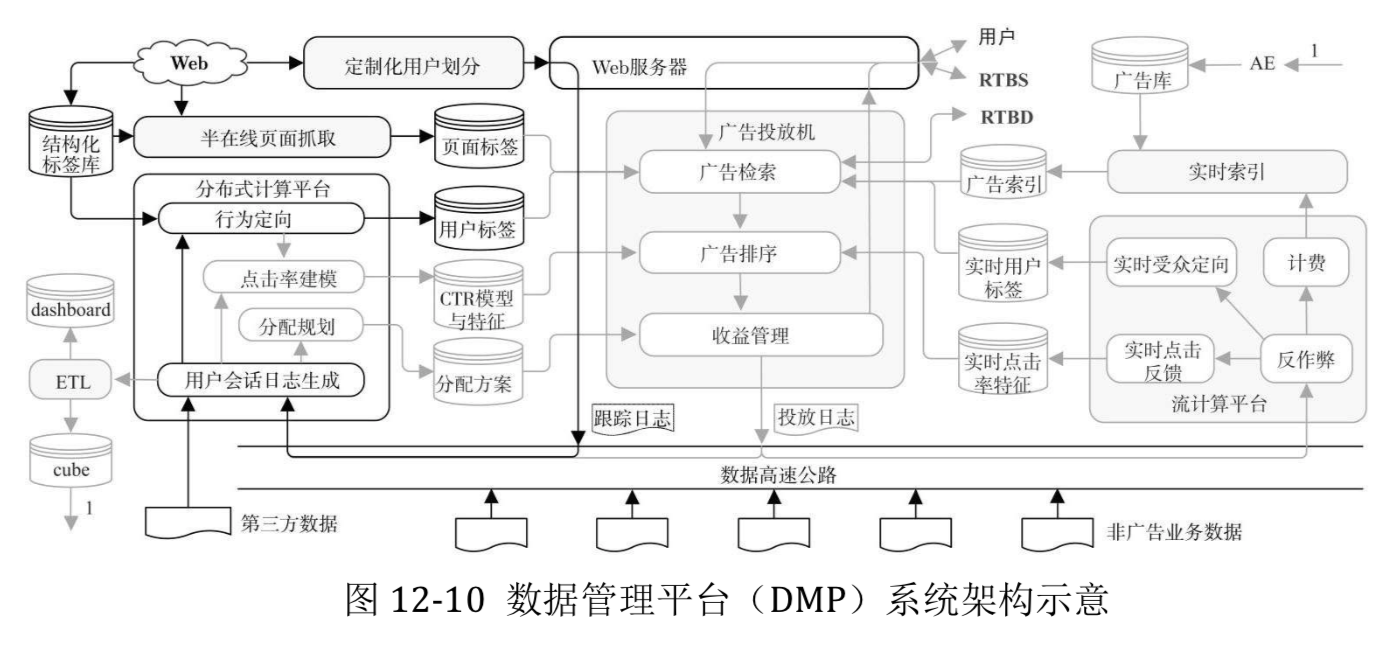 Web
定制化用户划分
Web服务器
用户
RTBS
RTBD
广告库
AE
1
结构化
标签库
半在线页面抓取
页面标签
广告投放机
广告检索
广告索引
实时索引
分布式计算平台
行为定向
用户标签
点击率建模
CTR模型
与特征
广告排序
实时用户
标签
实时受众定向
计费
dashboard
分配规划
分配方案
收益管理
实时点击
率特征
实时点击
反馈
反作弊
流计算平台
ETL
用户会话日志生成
跟踪日志
投放日志
cube
1
数据高速公路
第三方数据
非广告业务数据
图 12-10 数据管理平台（DMP）系统架构示意